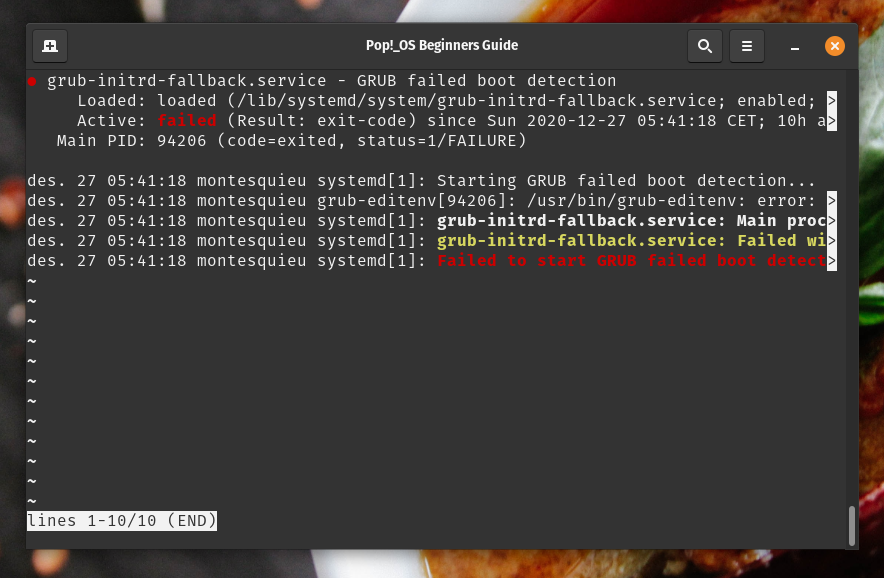 Pop!_OS Beginners Guide
● grub-initrd-fallback.service - GRUB failed boot detection
     Loaded: loaded (/lib/systemd/system/grub-initrd-fallback.service; enabled; >
     Active: failed (Result: exit-code) since Sun 2020-12-27 05:41:18 CET; 10h a>
   Main PID: 94206 (code=exited, status=1/FAILURE)

des. 27 05:41:18 montesquieu systemd[1]: Starting GRUB failed boot detection...
des. 27 05:41:18 montesquieu grub-editenv[94206]: /usr/bin/grub-editenv: error: >
des. 27 05:41:18 montesquieu systemd[1]: grub-initrd-fallback.service: Main proc>
des. 27 05:41:18 montesquieu systemd[1]: grub-initrd-fallback.service: Failed wi>
des. 27 05:41:18 montesquieu systemd[1]: Failed to start GRUB failed boot detect>
~
~
~
~
~
~
~
~
~
~
~
~
lines 1-10/10 (END)